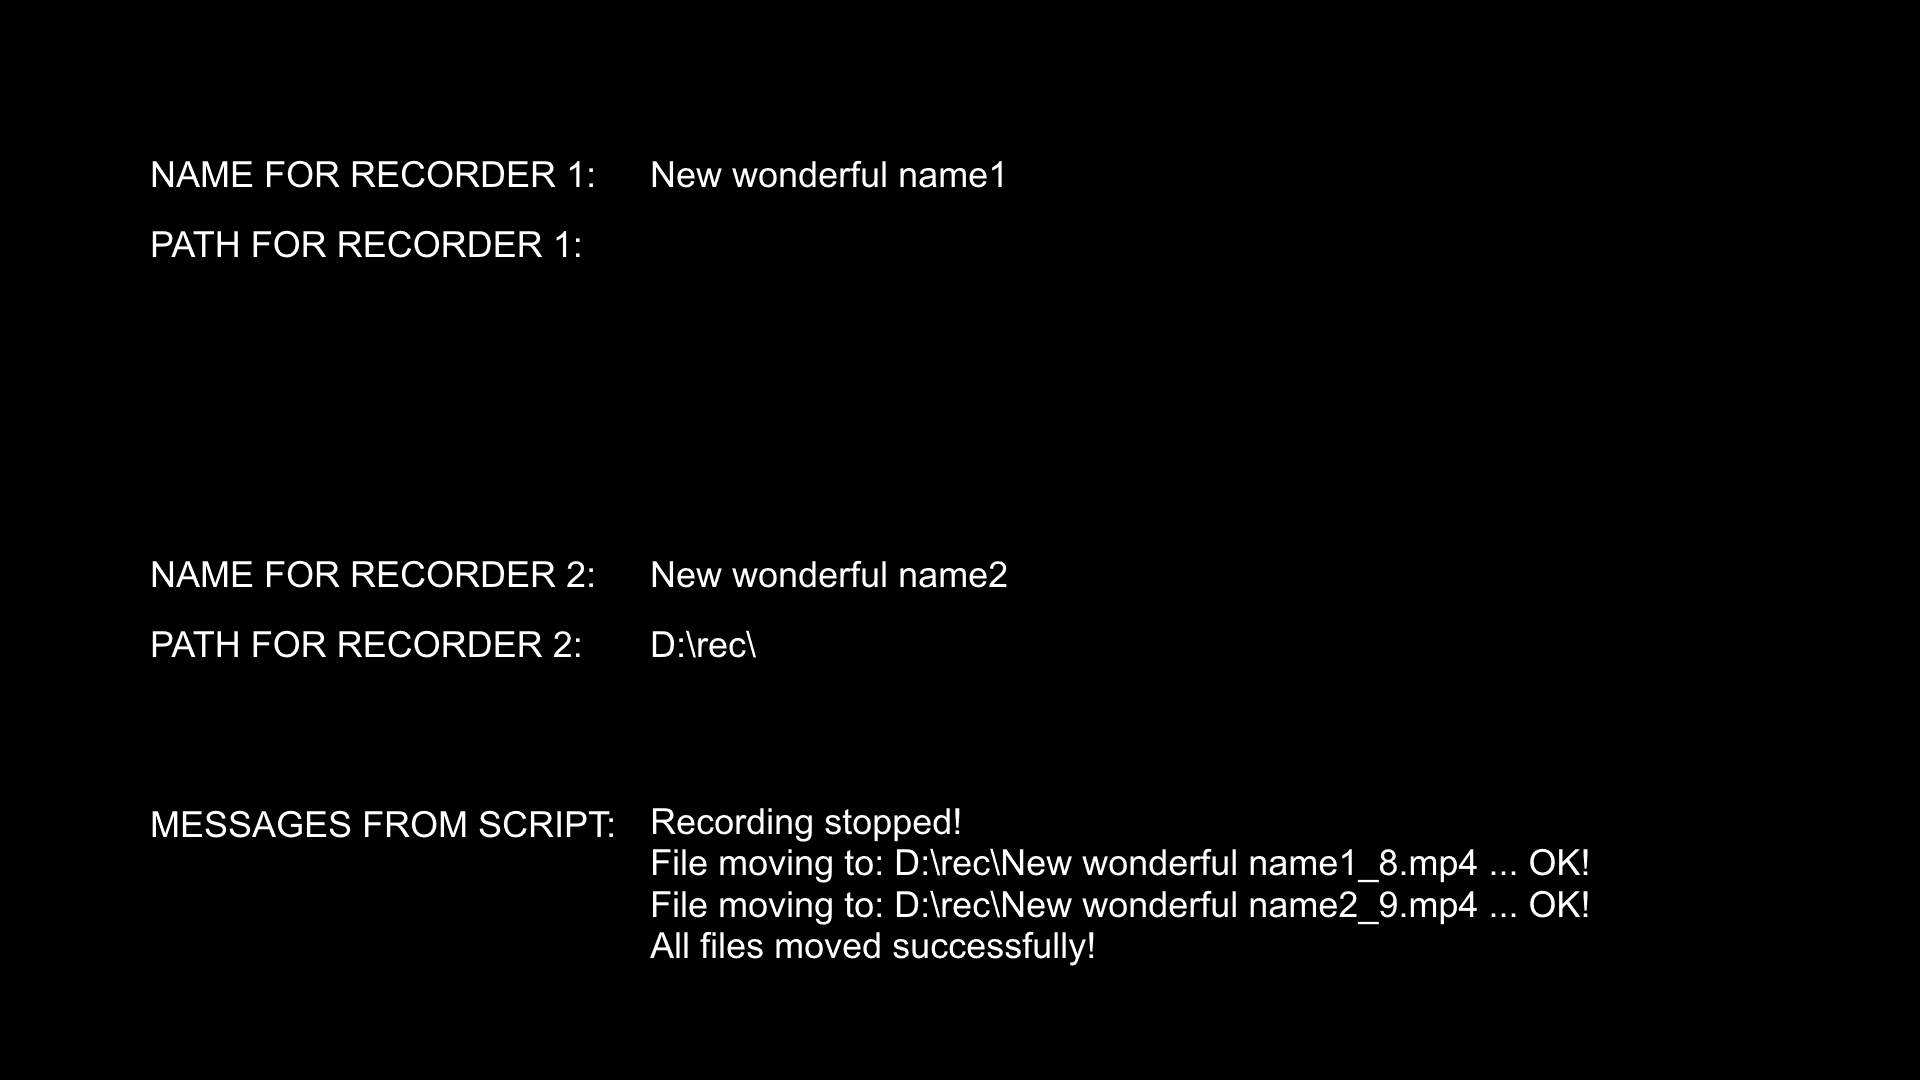 NAME FOR RECORDER 1: New wonderful name1
PATH FOR RECORDER 1:
NAME FOR RECORDER 2: New wonderful name2
PATH FOR RECORDER 2: D:\rec\
MESSAGES FROM SCRIPT: Recording stopped!
File moving to: D:\rec\New wonderful name1_8.mp4 ... OK!
File moving to: D:\rec\New wonderful name2_9.mp4 ... OK!
All files moved successfully!